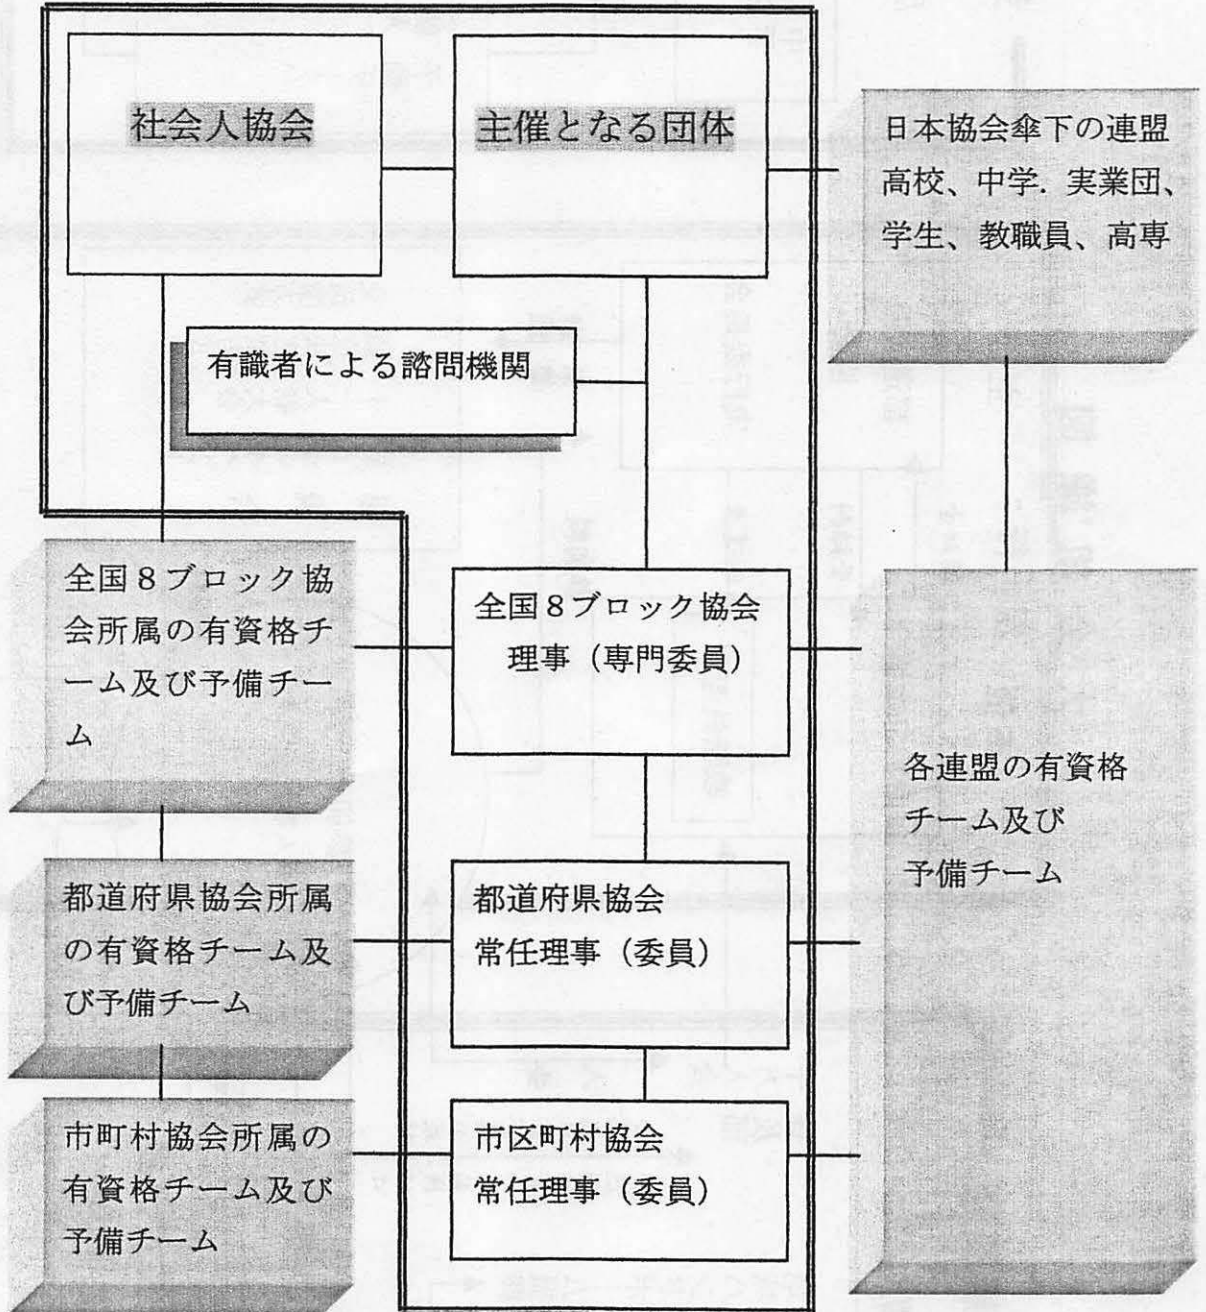 社会人協会
主催となる団体
日本協会傘下の連盟
高校、中学. 実業団、
学生、教職員、高専
有識者による諮問機関
全国8ブロック協
会所属の有資格チ
ーム及び予備チー
ム
全国8ブロック協会
理事（専門委員）
各連盟の有資格
チーム及び
予備チーム
都道府県協会所属
の有資格チーム及
び予備チーム
都道府県協会
常任理事（委員）
市町村協会所属の
有資格チーム及び
予備チーム
市区町村協会
常任理事（委員）